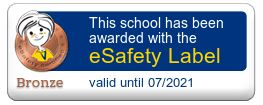 This school has been
awarded with the
eSafety Label
Bronze
valid until 07/2021